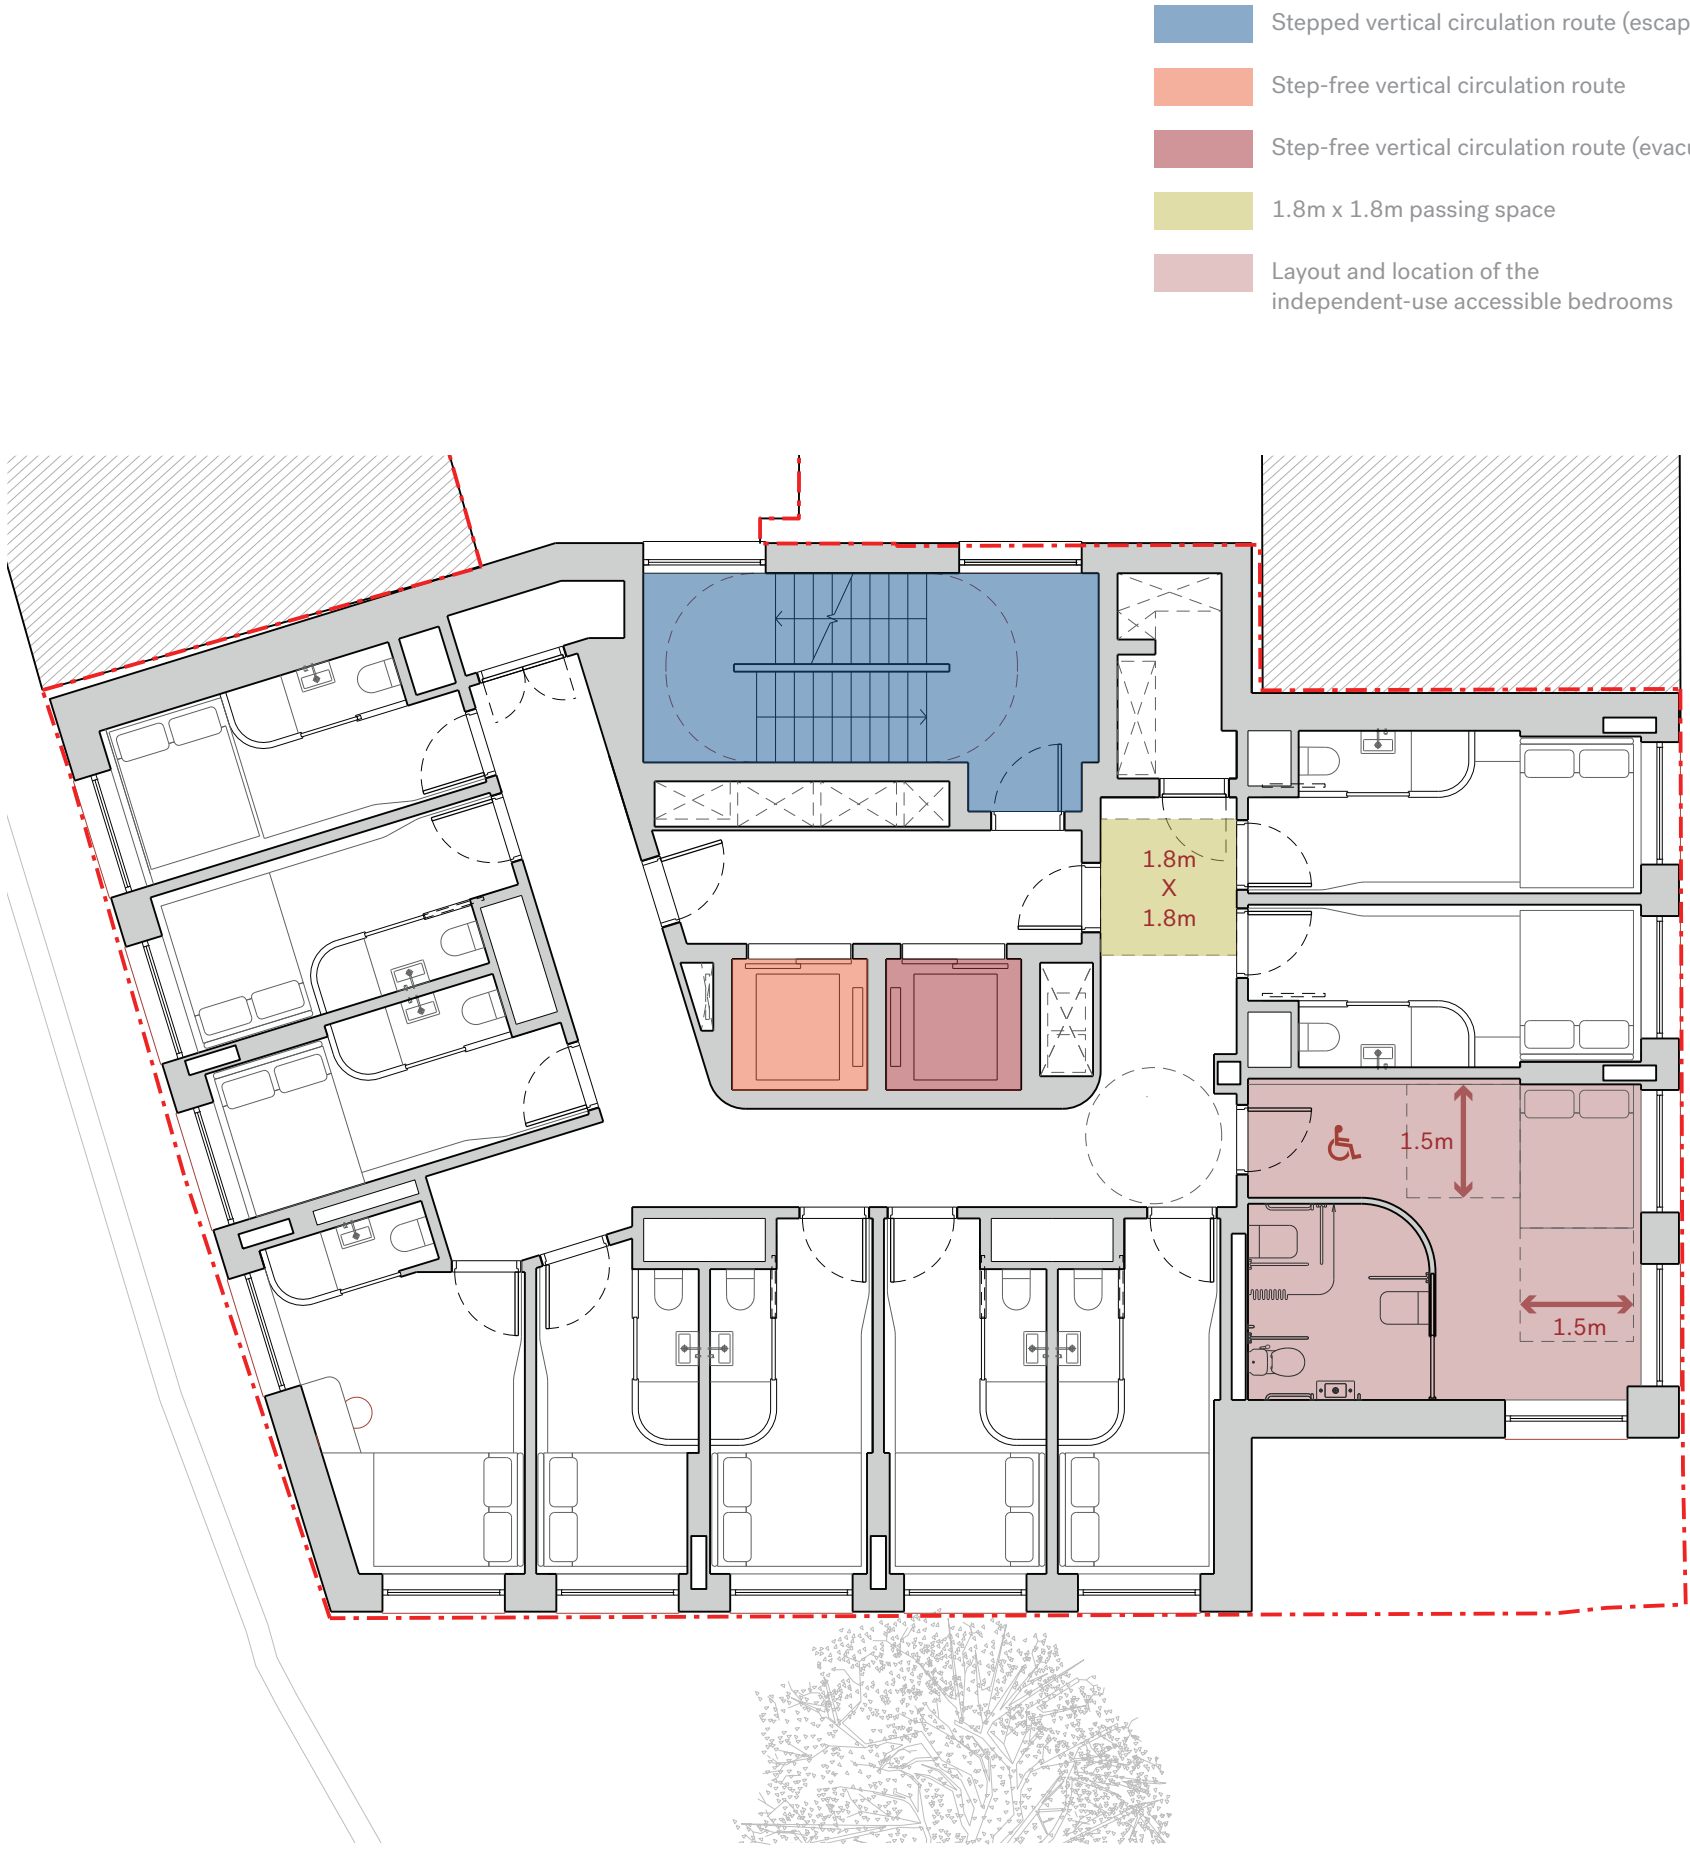 Stepped vertical circulation route (escap
Step-free vertical circulation route
Step-free vertical circulation route (evacu
1.8m x 1.8m passing space
Layout and location of the
independent-use accessible bedrooms
1.8m
X
1.8m
1.5m
1.5m